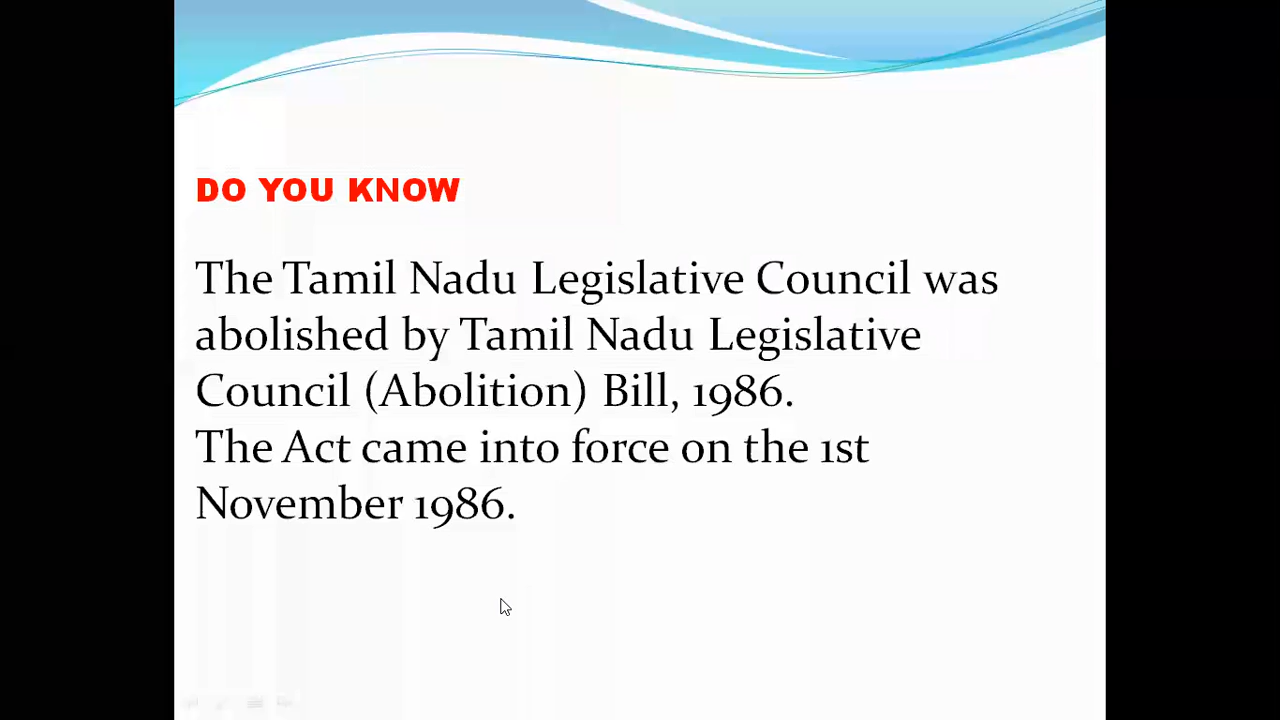 DO YOU KNOW
The Tamil Nadu Legislative Council was
abolished by Tamil Nadu Legislative
Council (Abolition) Bill, 1986.
The Act came into force on the 1st
November 1986.